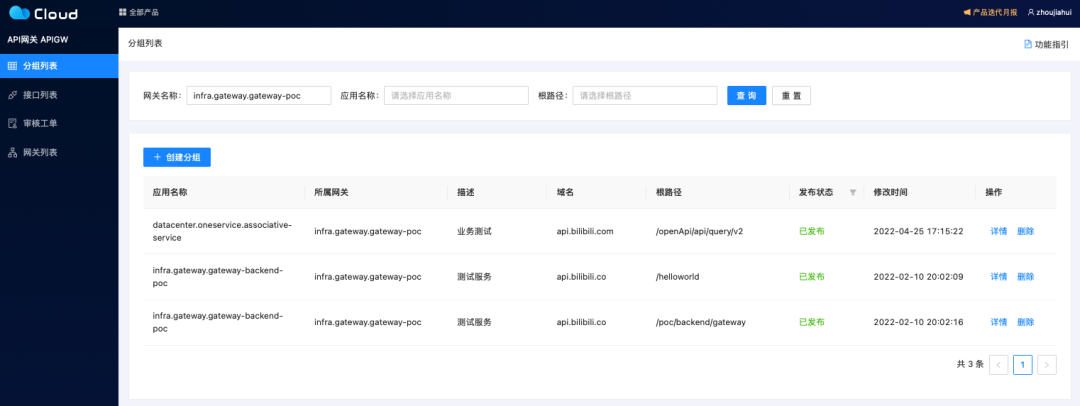 Cloud
全部产品
产品迭代月报
zhoujiahui
API网关 APIGW
分组列表
接口列表
审核工单
网关列表
分组列表
功能指引
网关名称: infra.gateway.gateway-poc
应用名称: 请选择应用名称
根路径: 请选择根路径
查询
重置
+ 创建分组
应用名称 所属网关 描述 域名 根路径 发布状态 修改时间 操作
datacenter.oneservice.associative-
service
infra.gateway.gateway-poc 业务测试 api.bilibili.com /openApi/api/query/v2 已发布 2022-04-25 17:15:22 详情 删除
infra.gateway.gateway-backend-
poc
infra.gateway.gateway-poc 测试服务 api.bilibili.co /helloworld 已发布 2022-02-10 20:02:09 详情 删除
infra.gateway.gateway-backend-
poc
infra.gateway.gateway-poc 测试服务 api.bilibili.co /poc/backend/gateway 已发布 2022-02-10 20:02:16 详情 删除
共 3 条 < 1 >